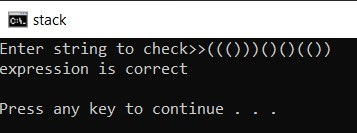 C:\. stack
Enter string to check>>((()))()()(())
expression is correct
Press any key to continue . . .